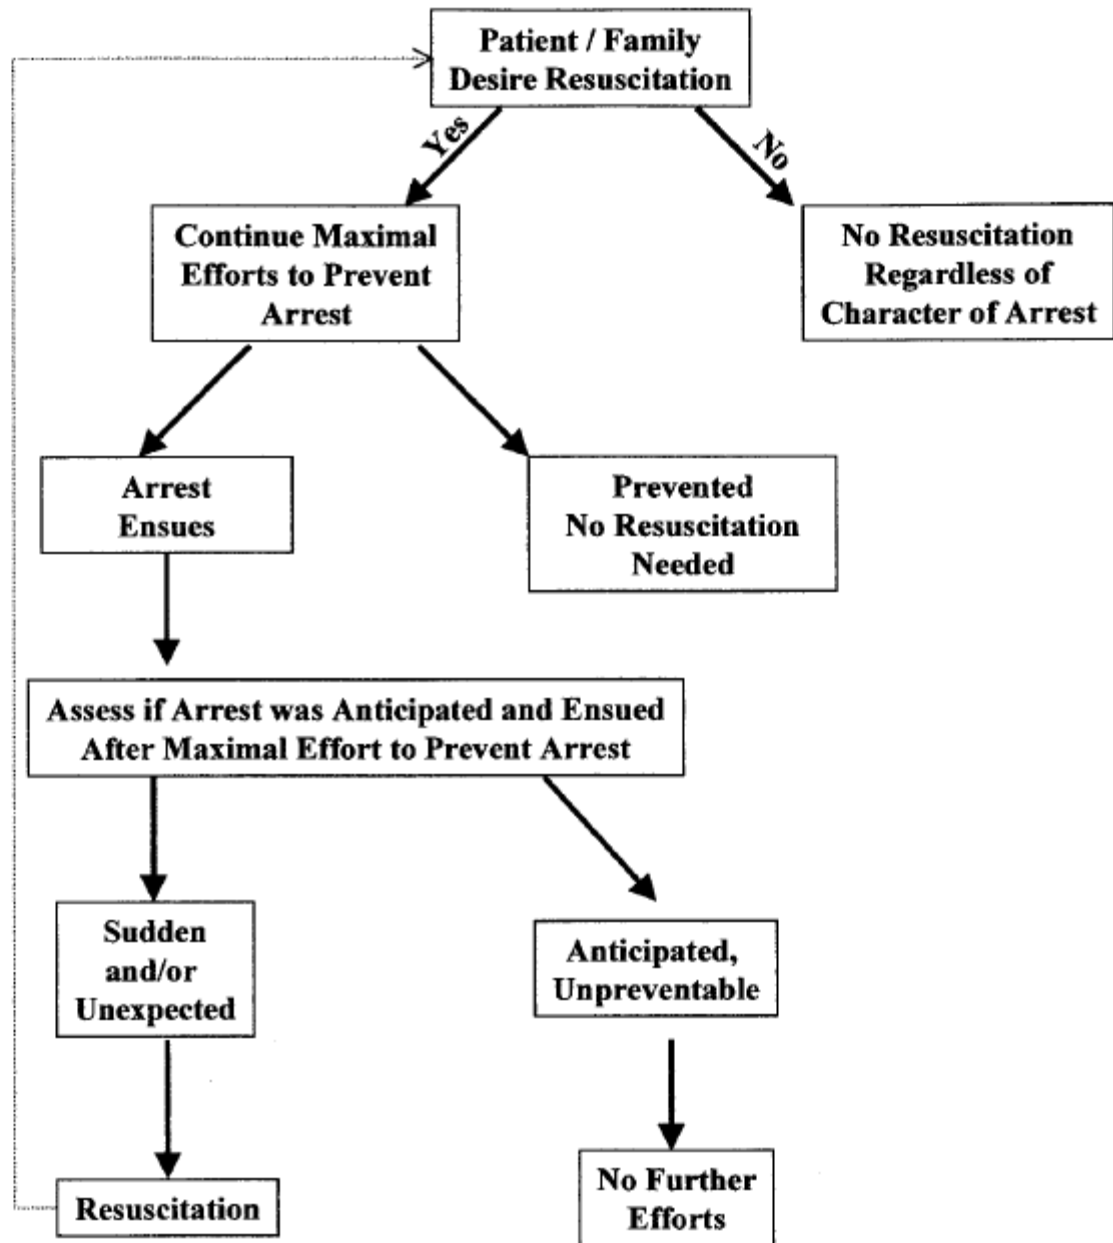 Patient / Family
Desire Resuscitation
Yes
No
Continue Maximal
Efforts to Prevent
Arrest
No Resuscitation
Regardless of
Character of Arrest
Arrest
Ensues
Prevented
No Resuscitation
Needed
Assess if Arrest was Anticipated and Ensued
After Maximal Effort to Prevent Arrest
Sudden
and/or
Unexpected
Anticipated,
Unpreventable
Resuscitation
No Further
Efforts